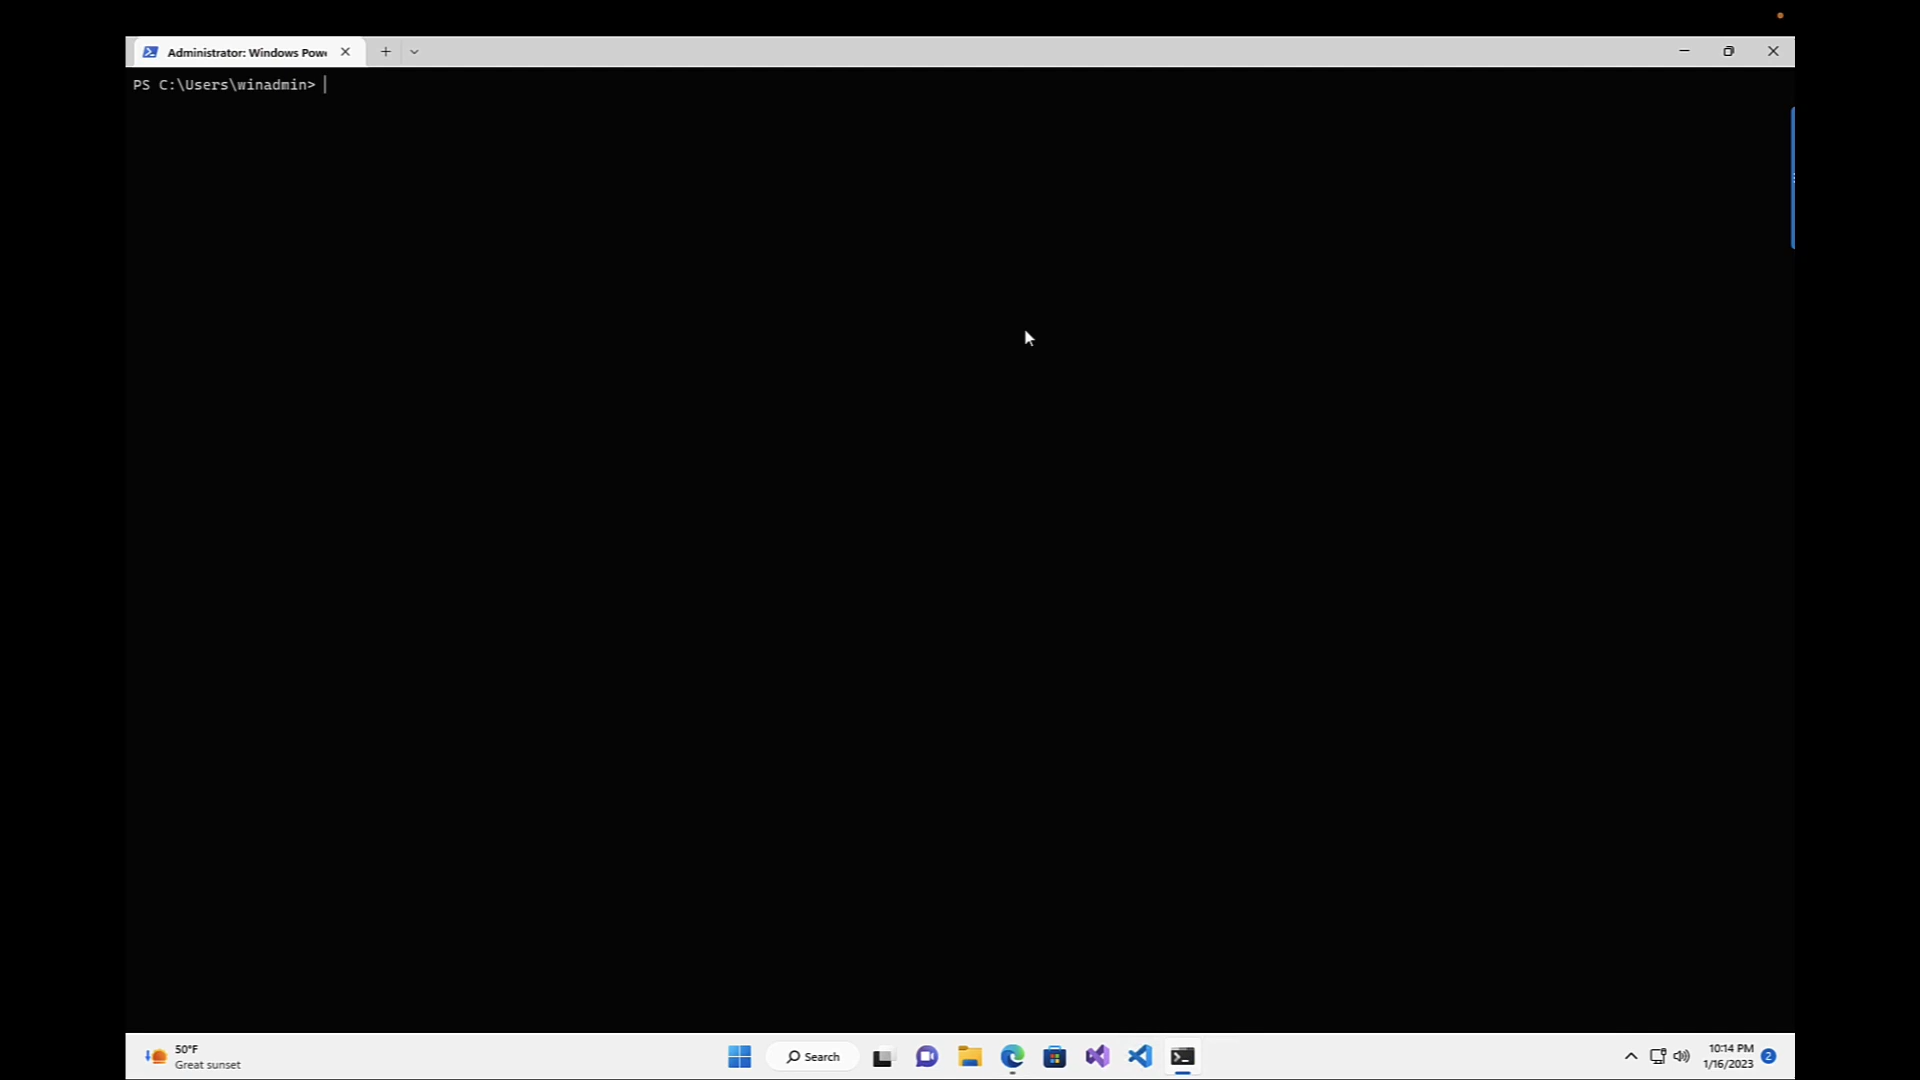 Administrator: Windows Pow
PS C:\Users\winadmin>
50°F
Great sunset
Search
10:14 PM
1/16/2023
2